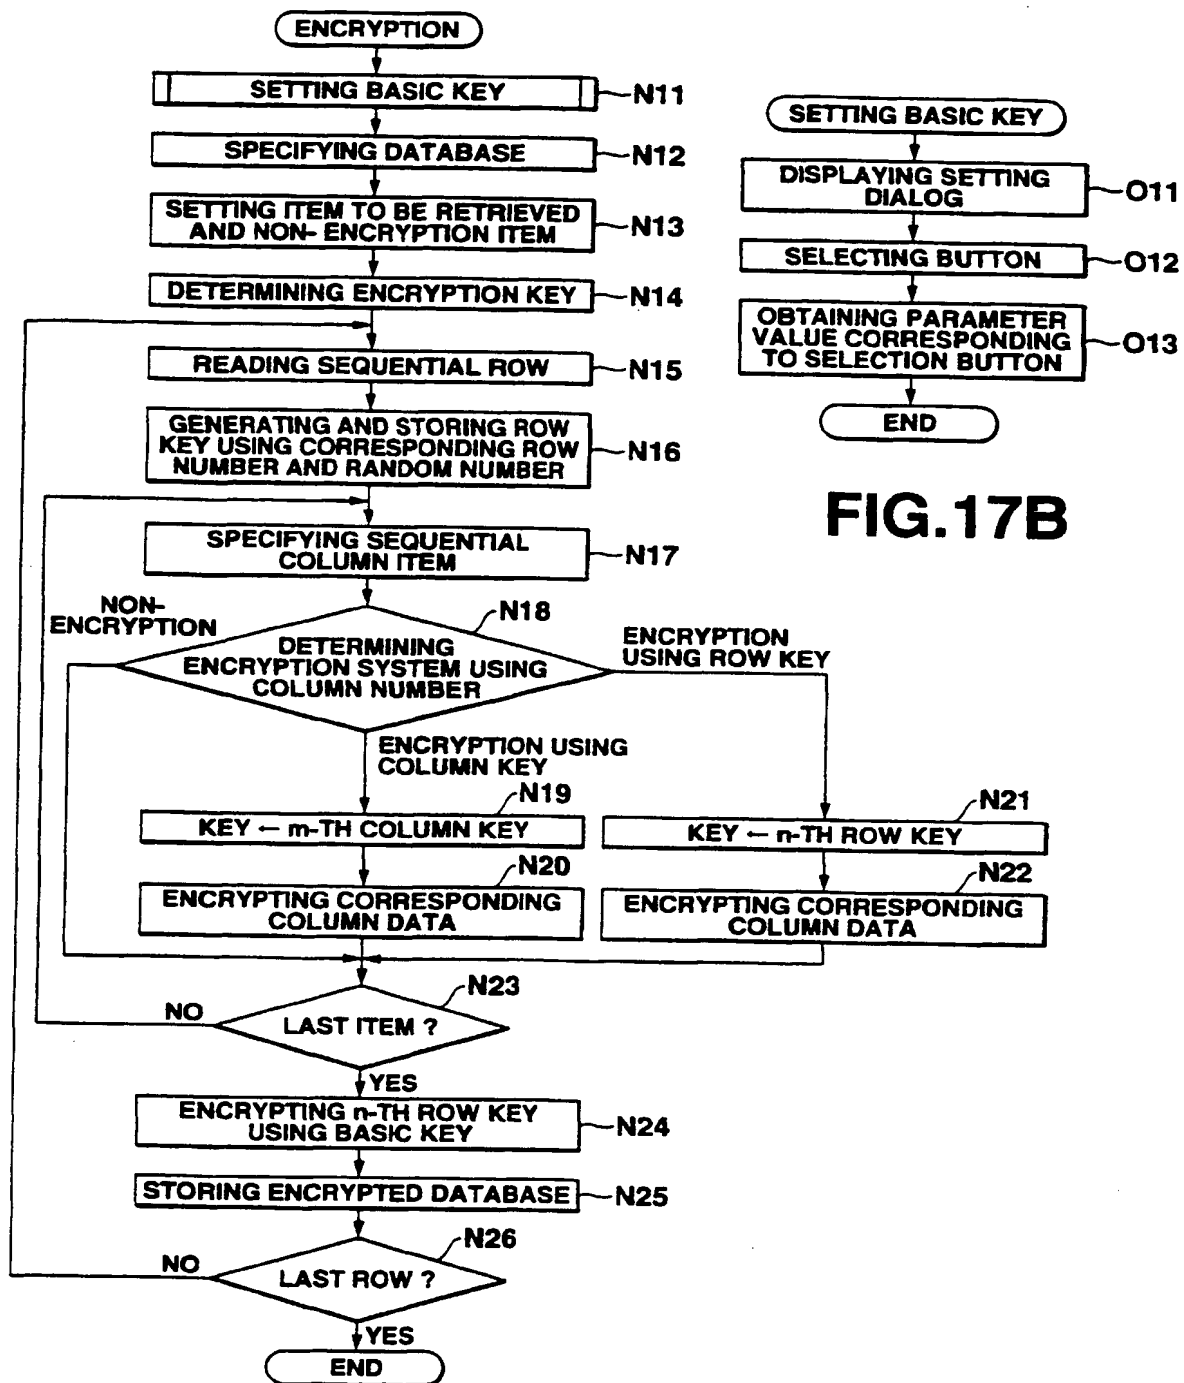 ENCRYPTION
SETTING BASIC KEY
N11
SPECIFYING DATABASE
N12
SETTING ITEM TO BE RETRIEVED
AND NON- ENCRYPTION ITEM
N13
DETERMINING ENCRYPTION KEY
N14
READING SEQUENTIAL ROW
N15
GENERATING AND STORING ROW
KEY USING CORRESPONDING ROW
NUMBER AND RANDOM NUMBER
N16
SPECIFYING SEQUENTIAL
COLUMN ITEM
N17
NON-
ENCRYPTION
N18
DETERMINING
ENCRYPTION SYSTEM USING
COLUMN NUMBER
ENCRYPTION
USING ROW KEY
ENCRYPTION USING
COLUMN KEY
N19
KEY ← m-TH COLUMN KEY
N20
ENCRYPTING CORRESPONDING
COLUMN DATA
N21
KEY ← n-TH ROW KEY
N22
ENCRYPTING CORRESPONDING
COLUMN DATA
N23
NO
LAST ITEM ?
YES
ENCRYPTING n-TH ROW KEY
USING BASIC KEY
N24
STORING ENCRYPTED DATABASE
N25
N26
NO
LAST ROW ?
YES
END
SETTING BASIC KEY
DISPLAYING SETTING
DIALOG
O11
SELECTING BUTTON
O12
OBTAINING PARAMETER
VALUE CORRESPONDING
TO SELECTION BUTTON
O13
END
FIG.17B